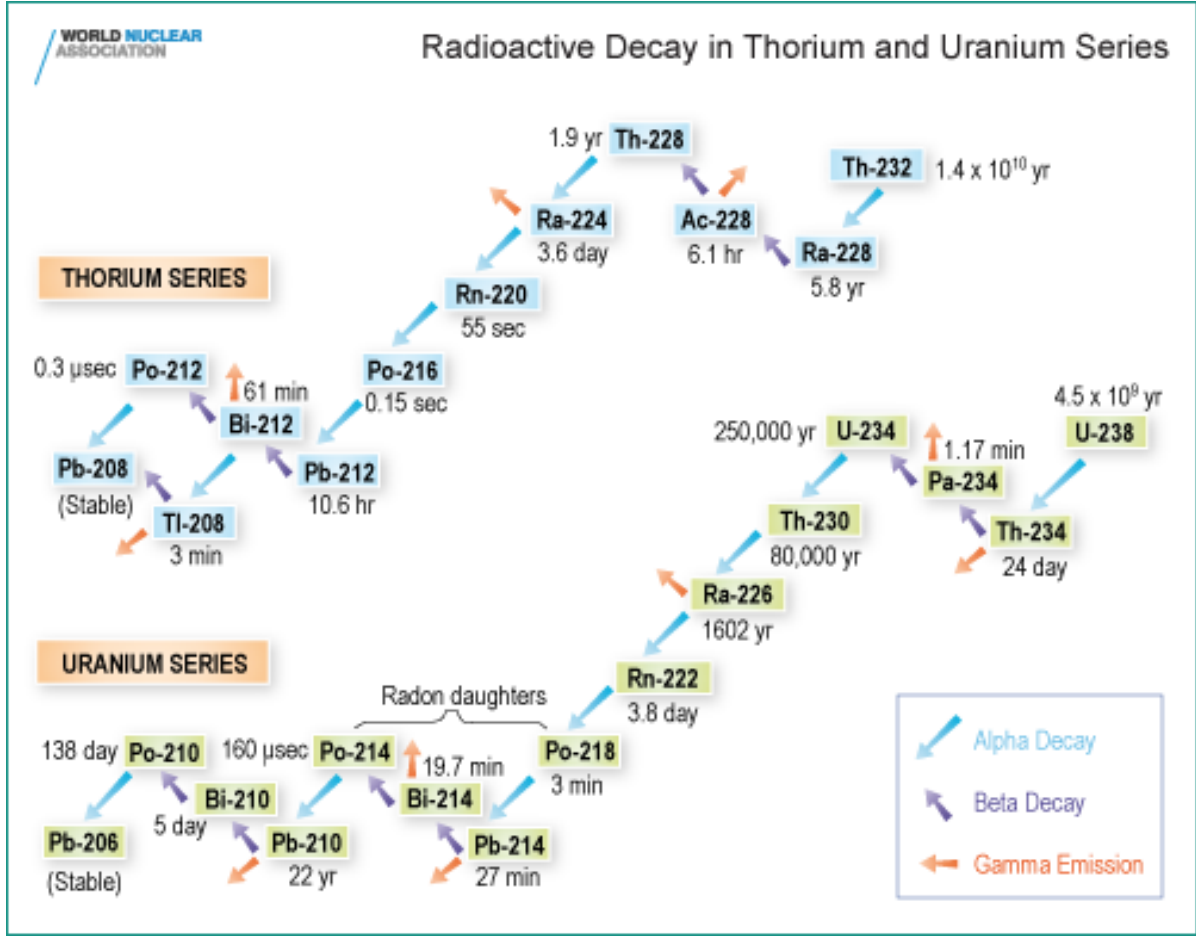 WORLD NUCLEAR
ASSOCIATION
Radioactive Decay in Thorium and Uranium Series
1.9 yr Th-228
Th-232 1.4 x 10¹⁰ yr
Ra-224
3.6 day
Ac-228
6.1 hr
Ra-228
5.8 yr
THORIUM SERIES
Rn-220
55 sec
0.3 µsec Po-212
61 min
Bi-212
Po-216
0.15 sec
Pb-208
(Stable)
Pb-212
10.6 hr
Tl-208
3 min
4.5 x 10⁹ yr
U-238
250,000 yr U-234
1.17 min
Pa-234
Th-230
80,000 yr
Th-234
24 day
Ra-226
1602 yr
URANIUM SERIES
Rn-222
3.8 day
Radon daughters
138 day Po-210
160 µsec Po-214
19.7 min
Po-218
3 min
Bi-210
5 day
Bi-214
Pb-206
(Stable)
Pb-210
22 yr
Pb-214
27 min
Alpha Decay
Beta Decay
Gamma Emission